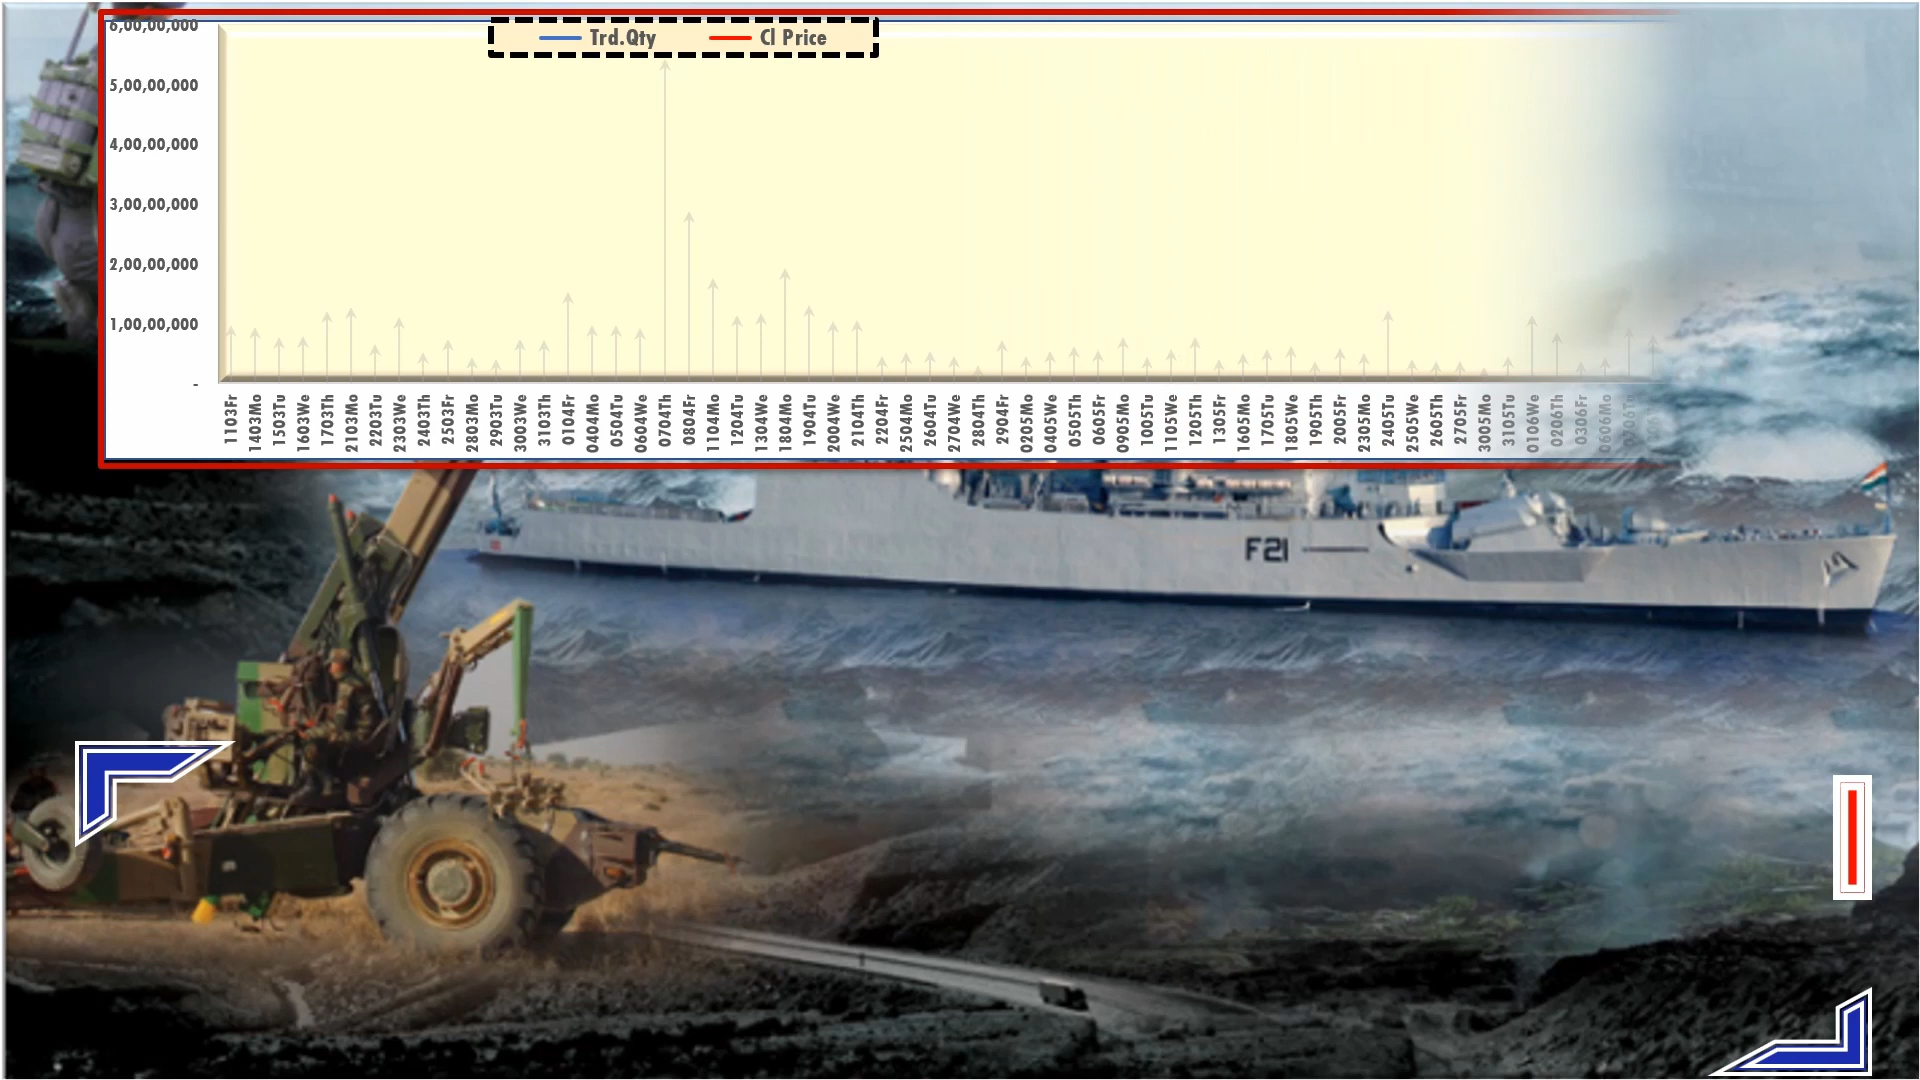 6,00,00,000
Trd.Qty Cl Price
5,00,00,000
4,00,00,000
3,00,00,000
2,00,00,000
1,00,00,000
-
1103Fr
1403Mo
1503Tu
1603We
1703Th
2103Mo
2203Tu
2303We
2403Th
2503Fr
2803Mo
2903Tu
3003We
3103Th
0104Fr
0404Mo
0504Tu
0604We
0704Th
0804Fr
1104Mo
1204Tu
1304We
1804Mo
1904Tu
2004We
2104Th
2204Fr
2504Mo
2604Tu
2704We
2804Th
2904Fr
0205Mo
0405We
0505Th
0605Fr
0905Mo
1005Tu
1105We
1205Th
1305Fr
1605Mo
1705Tu
1805We
1905Th
2005Fr
2305Mo
2405Tu
2505We
2605Th
2705Fr
3005Mo
3105Tu
0106We
0206Th
0306Fr
0606Mo
F21